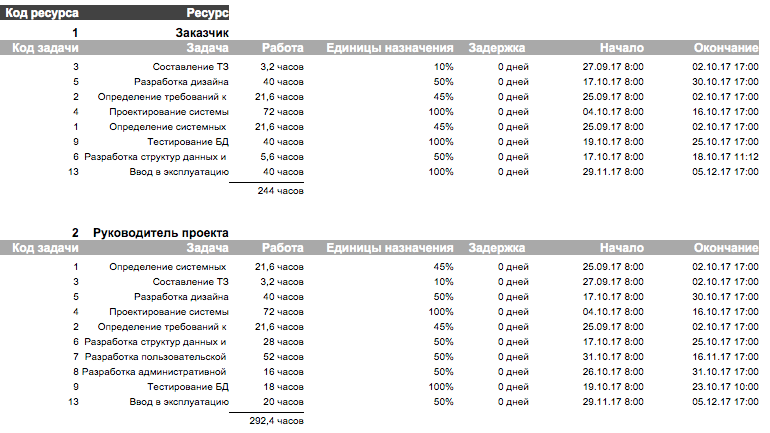 Код ресурса Ресурс
1 Заказчик
Код задачи Задача Работа Единицы назначения Задержка Начало Окончание
3 Составление ТЗ 3,2 часов 10% 0 дней 27.09.17 8:00 02.10.17 17:00
5 Разработка дизайна 40 часов 50% 0 дней 17.10.17 8:00 30.10.17 17:00
2 Определение требований к 21,6 часов 45% 0 дней 25.09.17 8:00 02.10.17 17:00
4 Проектирование системы 72 часов 100% 0 дней 04.10.17 8:00 16.10.17 17:00
1 Определение системных 21,6 часов 45% 0 дней 25.09.17 8:00 02.10.17 17:00
9 Тестирование БД 40 часов 100% 0 дней 19.10.17 8:00 25.10.17 17:00
6 Разработка структур данных и 5,6 часов 50% 0 дней 17.10.17 8:00 18.10.17 11:12
13 Ввод в эксплуатацию 40 часов 100% 0 дней 29.11.17 8:00 05.12.17 17:00
244 часов
2 Руководитель проекта
Код задачи Задача Работа Единицы назначения Задержка Начало Окончание
1 Определение системных 21,6 часов 45% 0 дней 25.09.17 8:00 02.10.17 17:00
3 Составление ТЗ 3,2 часов 10% 0 дней 27.09.17 8:00 02.10.17 17:00
5 Разработка дизайна 40 часов 50% 0 дней 17.10.17 8:00 30.10.17 17:00
4 Проектирование системы 72 часов 100% 0 дней 04.10.17 8:00 16.10.17 17:00
2 Определение требований к 21,6 часов 45% 0 дней 25.09.17 8:00 02.10.17 17:00
6 Разработка структур данных и 28 часов 50% 0 дней 17.10.17 8:00 25.10.17 17:00
7 Разработка пользовательской 52 часов 50% 0 дней 31.10.17 8:00 16.11.17 17:00
8 Разработка административной 16 часов 50% 0 дней 26.10.17 8:00 31.10.17 17:00
9 Тестирование БД 18 часов 100% 0 дней 19.10.17 8:00 23.10.17 10:00
13 Ввод в эксплуатацию 20 часов 50% 0 дней 29.11.17 8:00 05.12.17 17:00
292,4 часов